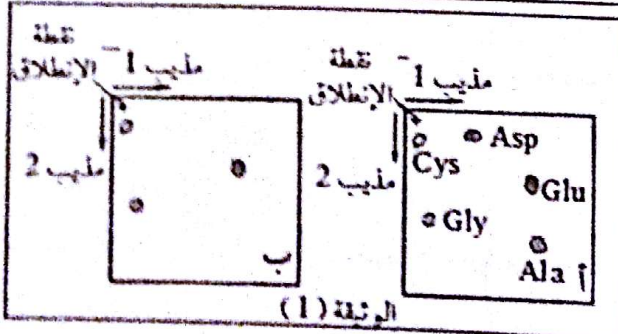 نقطة الإنطلاق
مذيب 1
مذيب 2
Asp
Cys
Glu
Gly
Ala
أ
نقطة الإنطلاق
مذيب 1
مذيب 2
ب
الوثيقة (1)